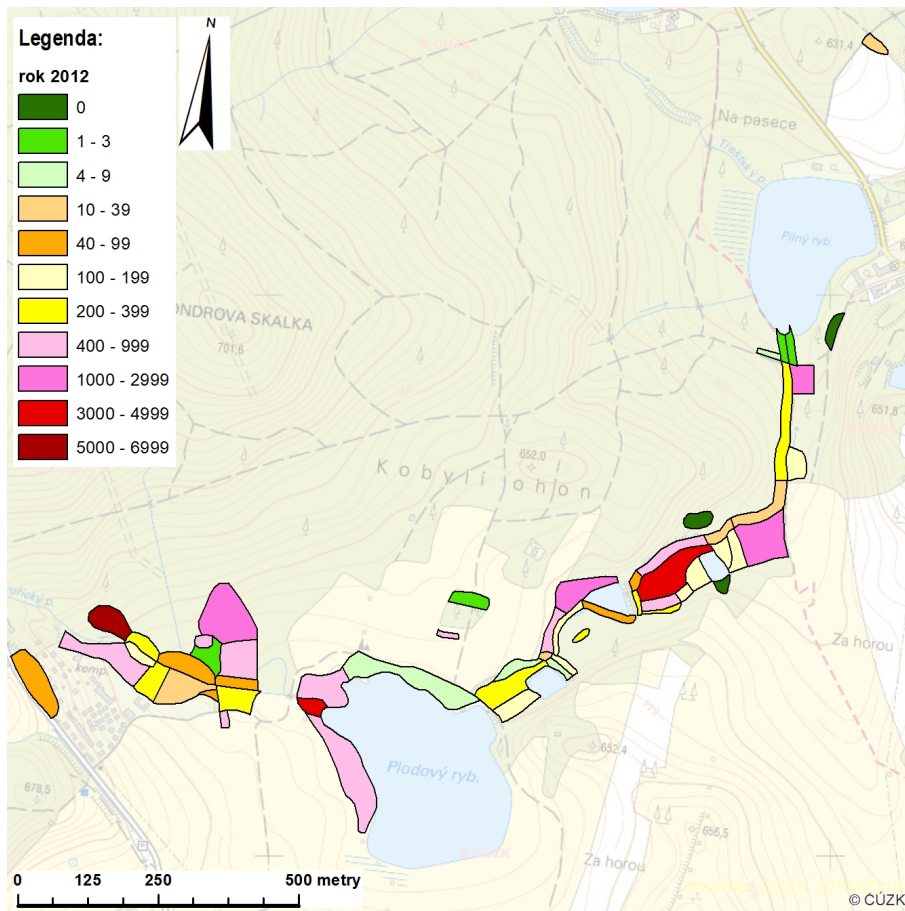 Legenda:
rok 2012
0
1 - 3
4 - 9
10 - 39
40 - 99
100 - 199
200 - 399
400 - 999
1000 - 2999
3000 - 4999
5000 - 6999
N
631,4
Na pasece
Třešťský p.
Pilný ryb.
ONDROVA SKALKA
701,6
651,8
652,0
Kobylí ohon
kemp
Za horou
678,5
Plodový ryb.
652,4
656,5
Za horou
0 125 250 500 metry
© ČÚZK